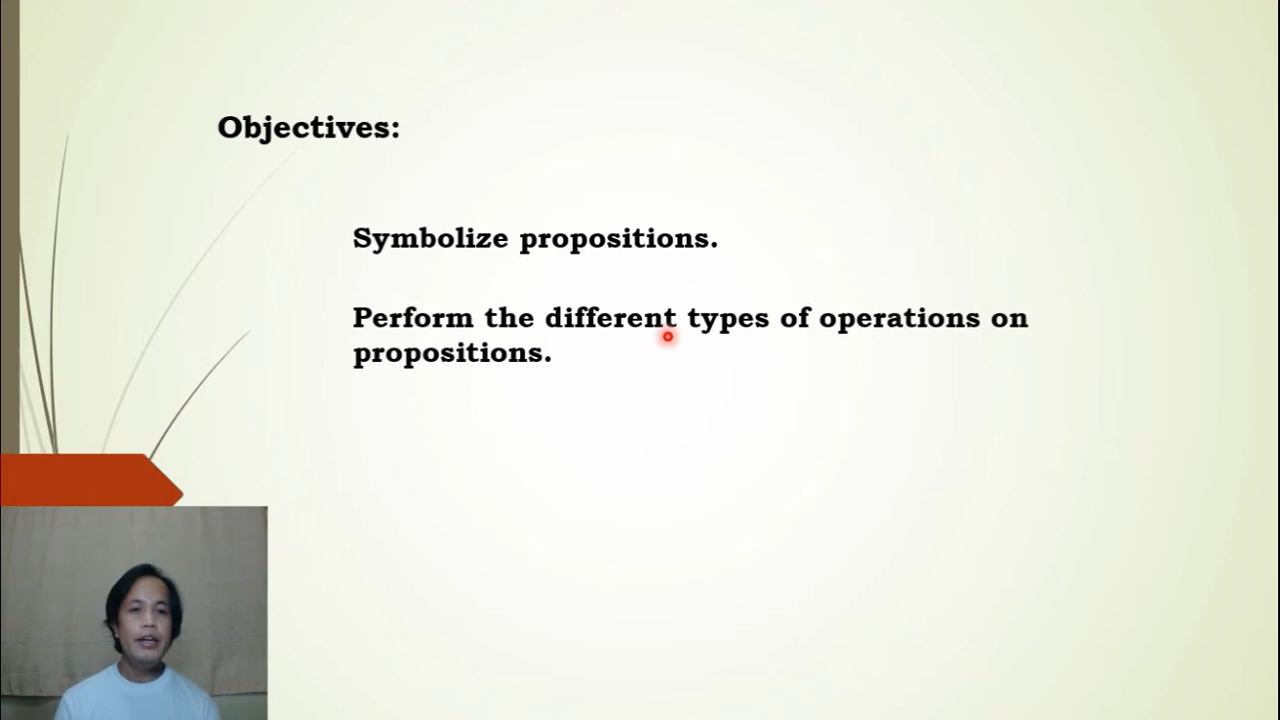 Objectives:
Symbolize propositions.
Perform the different types of operations on
propositions.